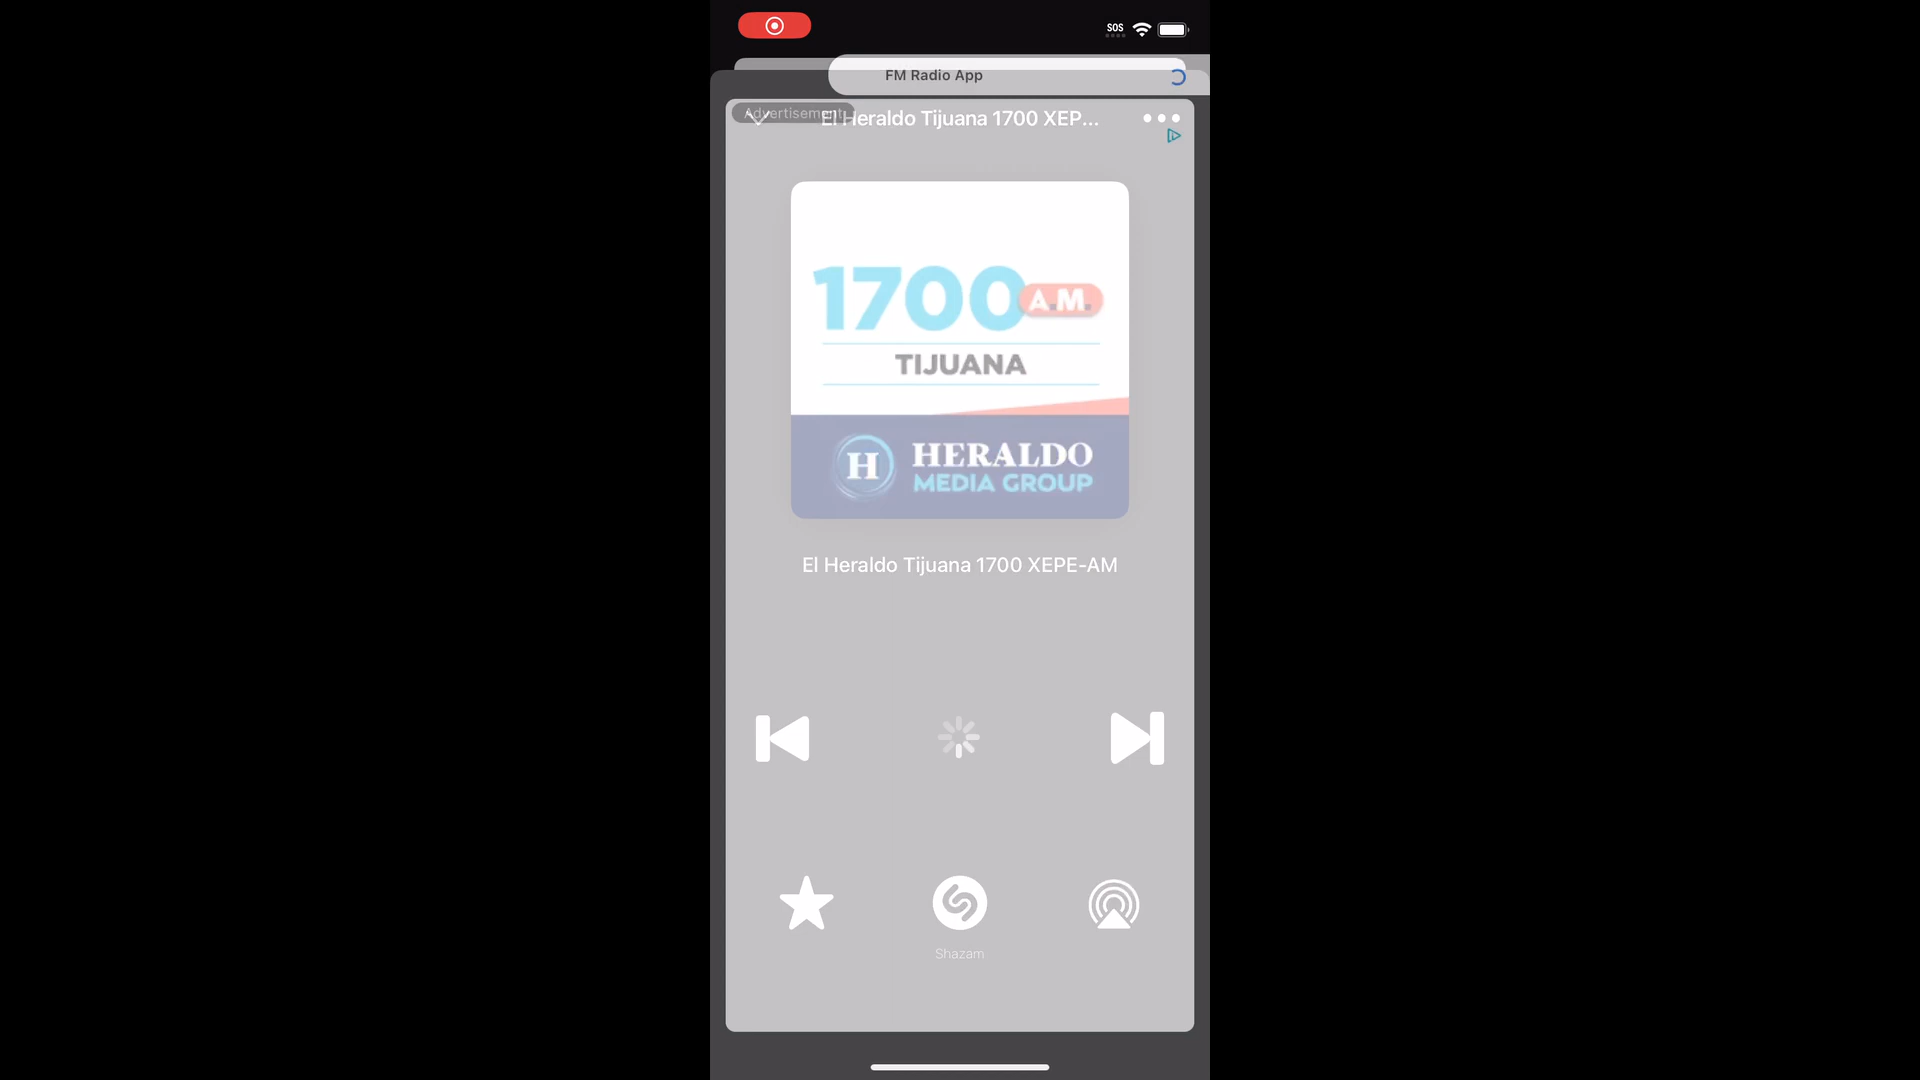 SOS
FM Radio App
Advertisement
El Heraldo Tijuana 1700 XEP...
1700 A.M.
TIJUANA
H HERALDO
MEDIA GROUP
El Heraldo Tijuana 1700 XEPE-AM
Shazam